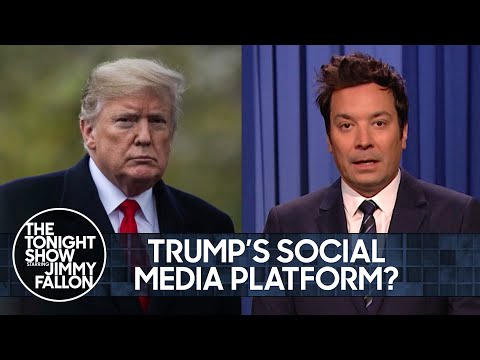 THE
TONIGHT
SHOW
STARRING
JIMMY
FALLON
TRUMP'S SOCIAL
MEDIA PLATFORM?